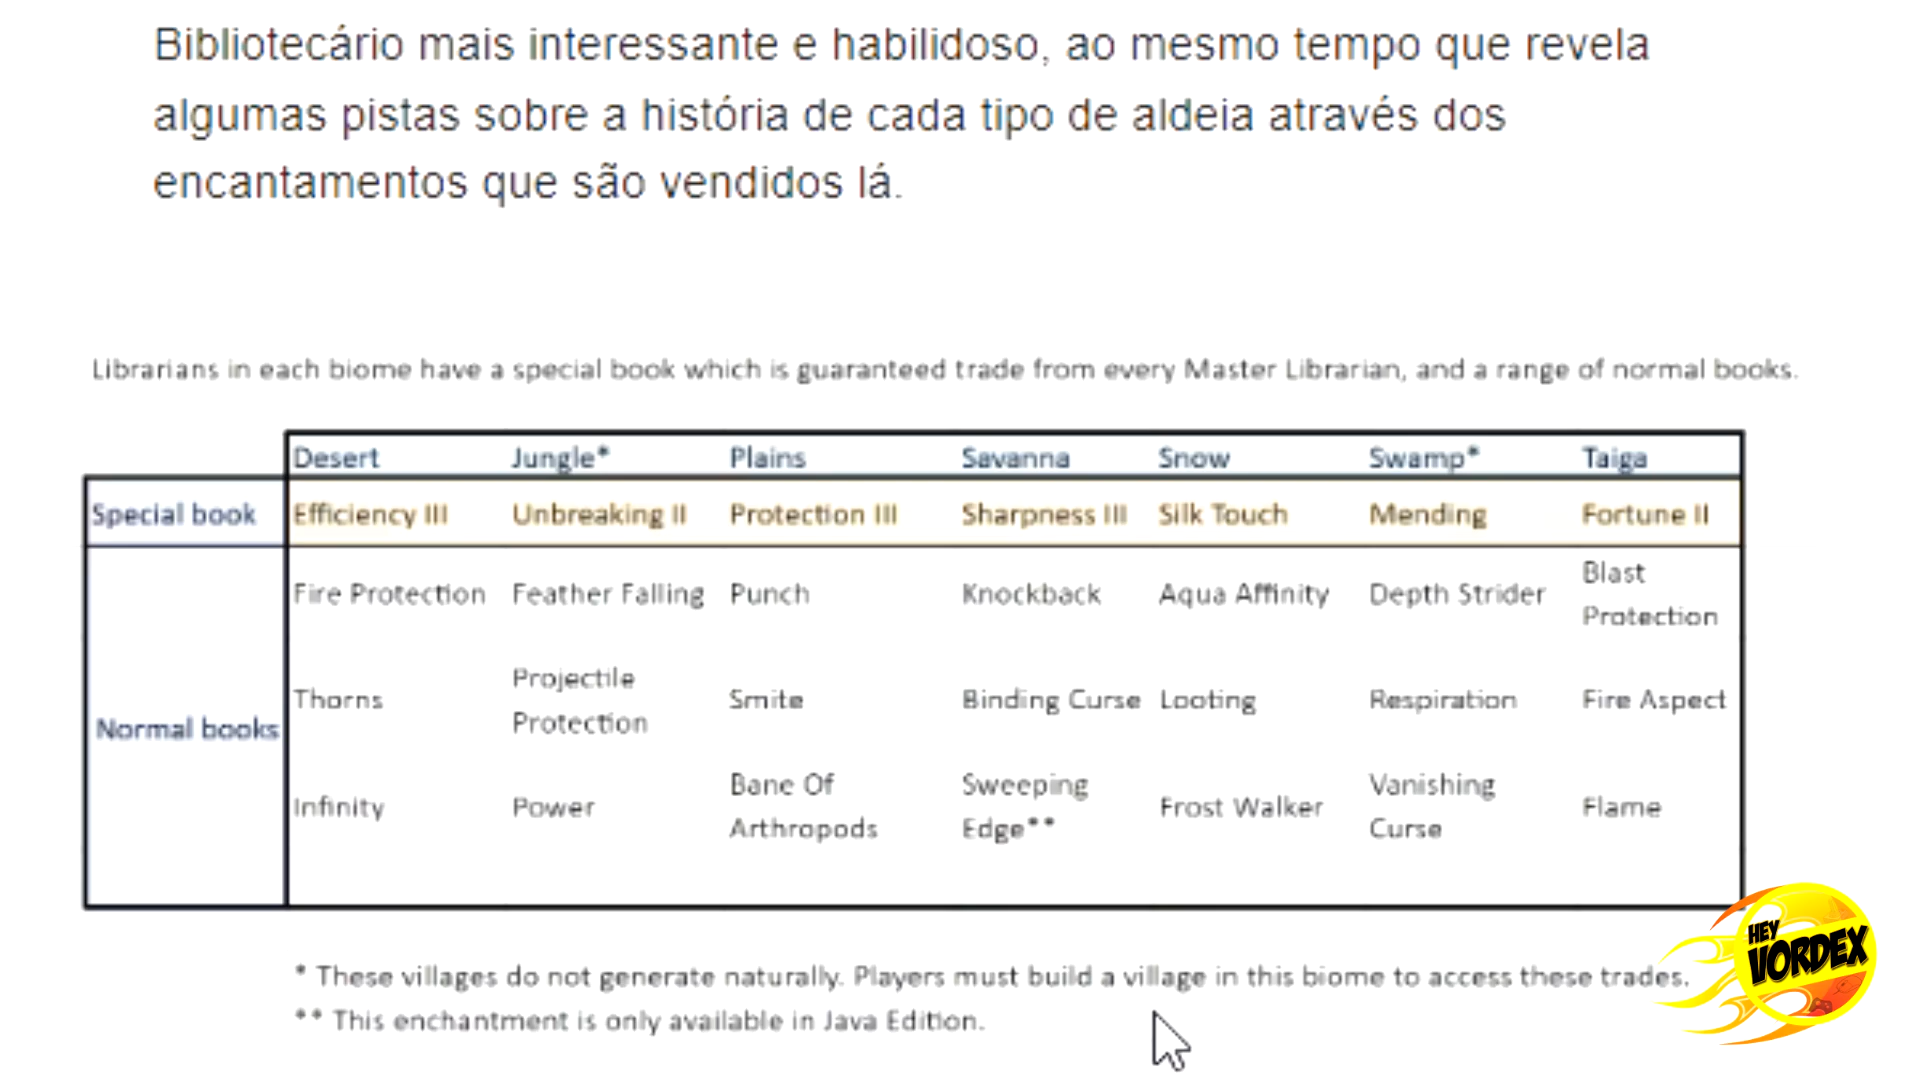 Bibliotecário mais interessante e habilidoso, ao mesmo tempo que revela
algumas pistas sobre a história de cada tipo de aldeia através dos
encantamentos que são vendidos lá.
Librarians in each biome have a special book which is guaranteed trade from every Master Librarian, and a range of normal books.
Desert Jungle* Plains Savanna Snow Swamp* Taiga
Special book Efficiency III Unbreaking II Protection III Sharpness III Silk Touch Mending Fortune II
Normal books
Fire Protection Feather Falling Punch Knockback Aqua Affinity Depth Strider Blast Protection
Thorns Projectile Protection Smite Binding Curse Looting Respiration Fire Aspect
Infinity Power Bane Of Arthropods Sweeping Edge** Frost Walker Vanishing Curse Flame
* These villages do not generate naturally. Players must build a village in this biome to access these trades.
** This enchantment is only available in Java Edition.
HEY
VORDEX